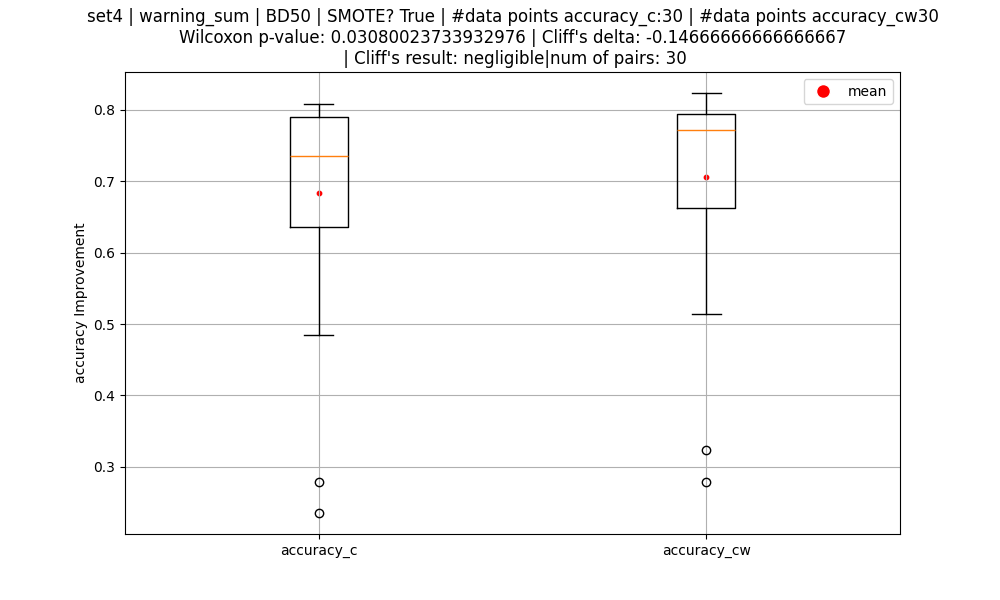 set4 | warning_sum | BD50 | SMOTE? True | #data points accuracy_c:30 | #data points accuracy_cw30
Wilcoxon p-value: 0.03080023733932976 | Cliff's delta: -0.14666666666666667
| Cliff's result: negligible|num of pairs: 30
mean
0.8
0.7
0.6
0.5
0.4
0.3
accuracy Improvement
accuracy_c
accuracy_cw